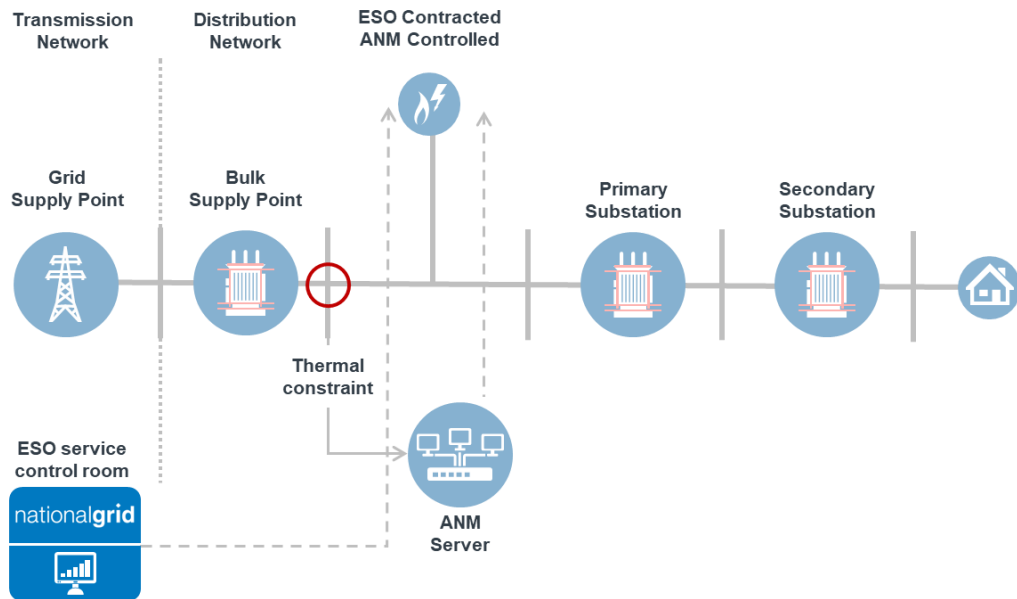 Transmission
Network
Distribution
Network
ESO Contracted
ANM Controlled
Grid
Supply Point
Bulk
Supply Point
Primary
Substation
Secondary
Substation
Thermal
constraint
ESO service
control room
nationalgrid
ANM
Server